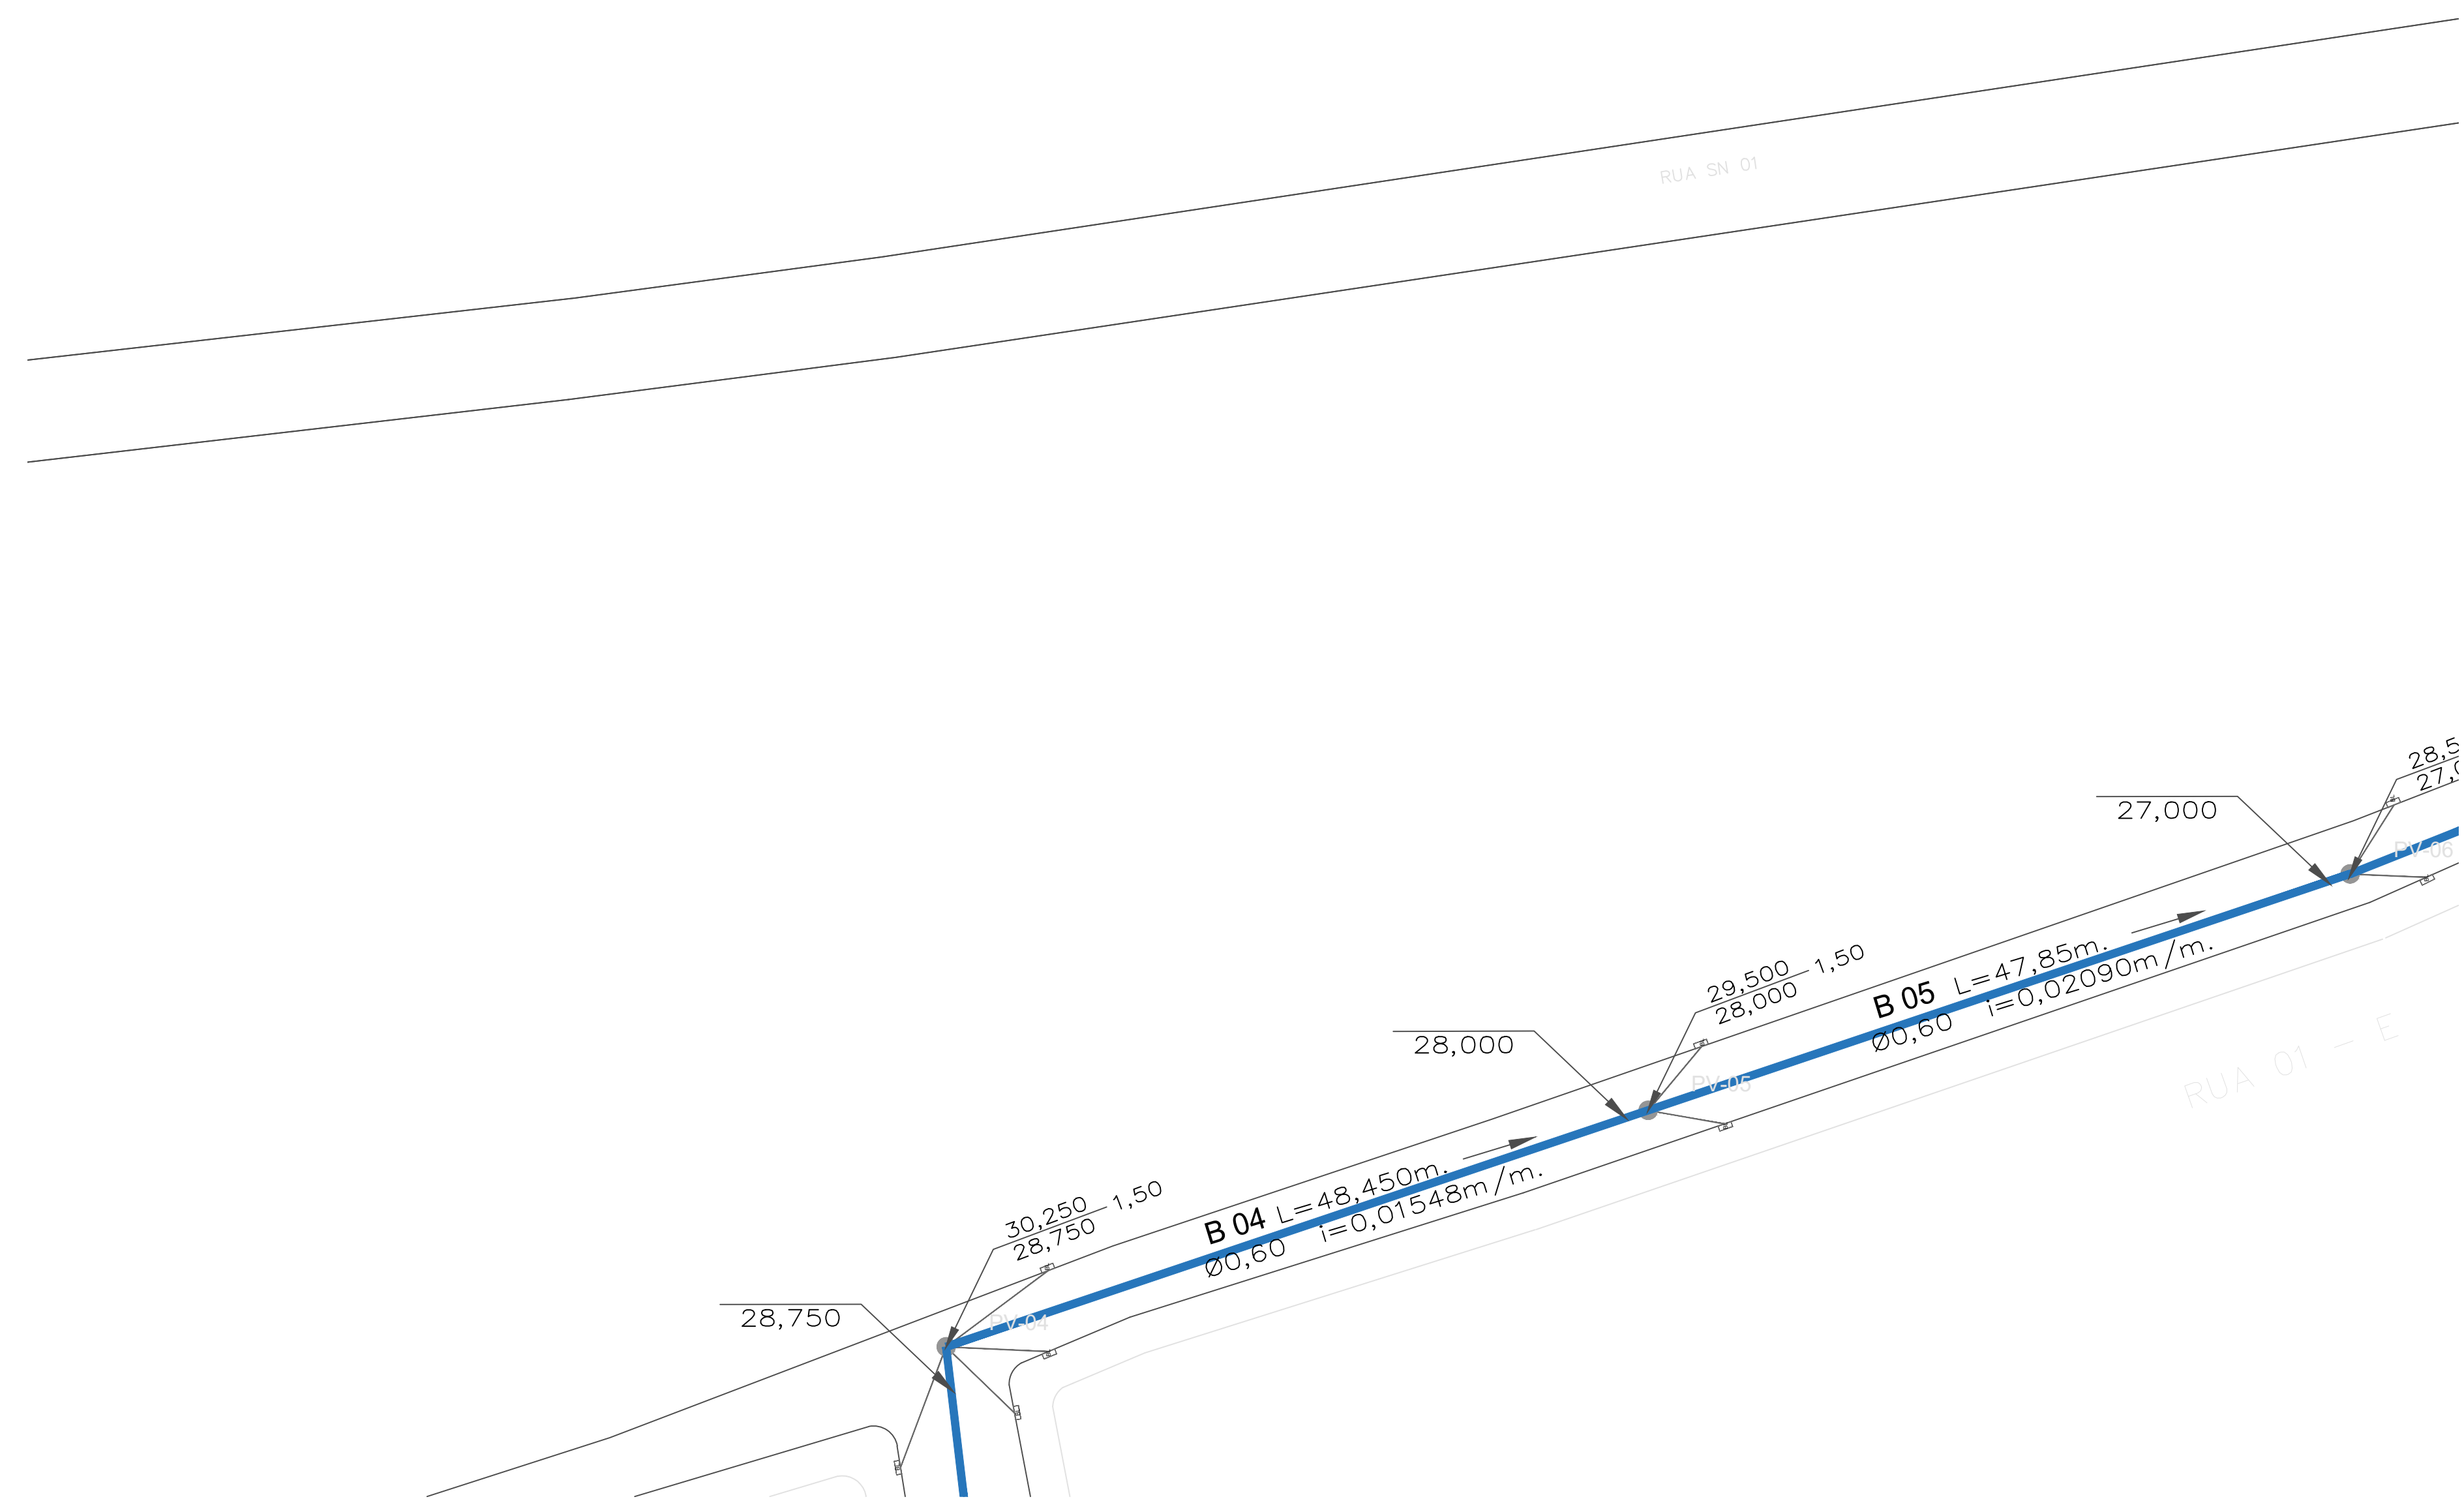 RUA SN 01
28,5
27,0
27,000
PV-06
B 05 L=47,85m.
Ø0,60 i=0,02090m/m.
29,500
28,000
1,50
28,000
PV-05
RUA 01 - E
B 04 L=48,450m.
Ø0,60 i=0,01548m/m.
30,250
28,750
1,50
28,750
PV-04